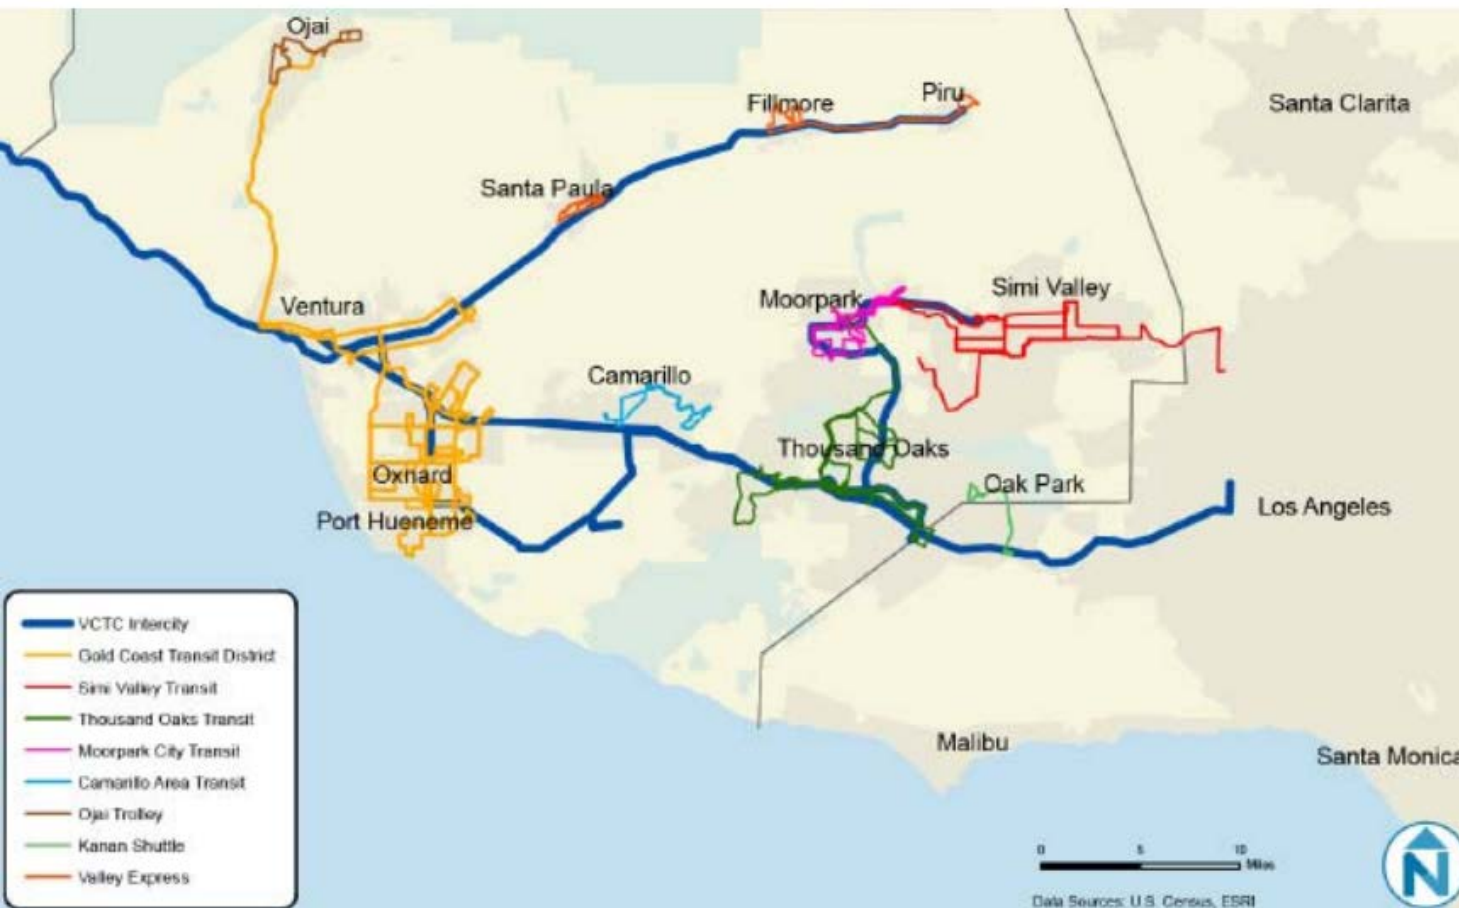 Ojai
Fillmore
Piru
Santa Clarita
Santa Paula
Ventura
Moorpark
Simi Valley
Camarillo
Thousand Oaks
Oxnard
Oak Park
Los Angeles
Port Hueneme
VCTC Intercity
Gold Coast Transit District
Simi Valley Transit
Thousand Oaks Transit
Moorpark City Transit
Camarillo Area Transit
Ojai Trolley
Kanan Shuttle
Valley Express
Malibu
Santa Monica
0 5 10
Miles
Data Sources: U.S. Census, ESRI
N